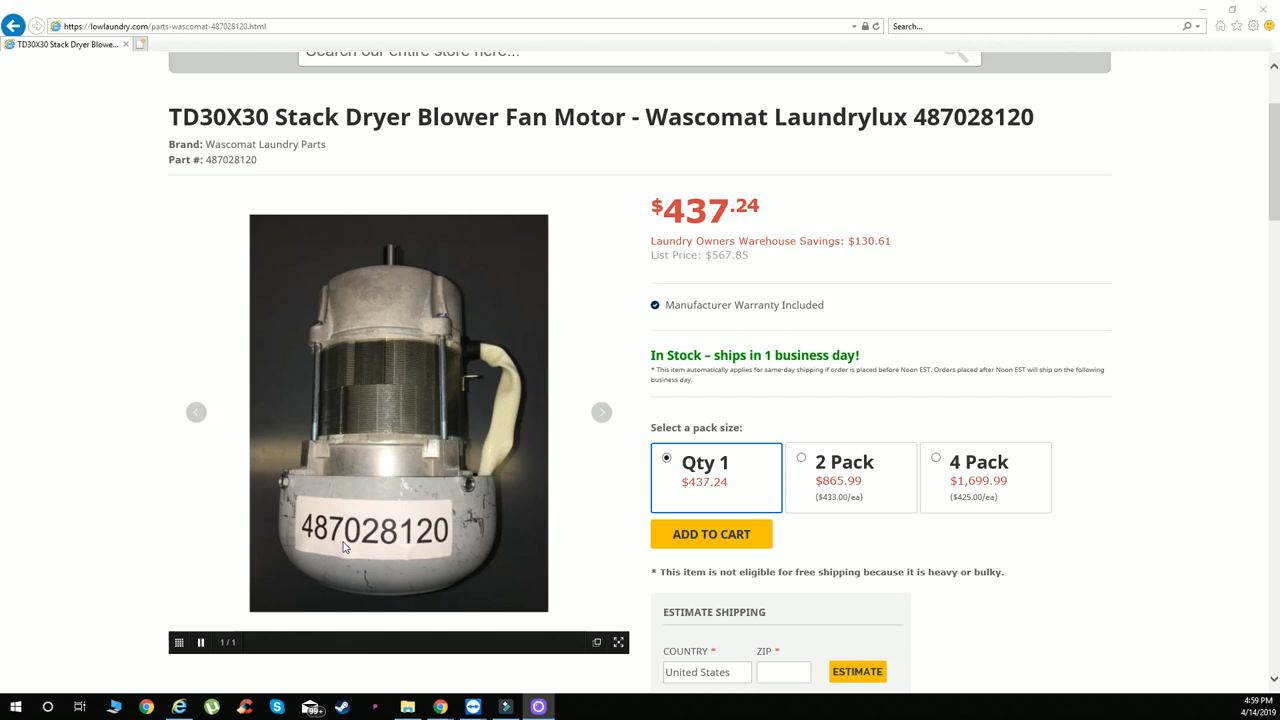 https://lowlaundry.com/parts-wascomat-487028120.html
Search...
TD30X30 Stack Dryer Blowe...
Search our entire store here...
TD30X30 Stack Dryer Blower Fan Motor - Wascomat Laundrylux 487028120
Brand: Wascomat Laundry Parts
Part #: 487028120
$437.24
Laundry Owners Warehouse Savings: $130.61
List Price: $567.85
Manufacturer Warranty Included
In Stock – ships in 1 business day!
* This item automatically applies for same-day shipping if order is placed before Noon EST. Orders placed after Noon EST will ship on the following
business day.
Select a pack size:
Qty 1
$437.24
2 Pack
$865.99
($433.00/ea)
4 Pack
$1,699.99
($425.00/ea)
ADD TO CART
487028120
* This item is not eligible for free shipping because it is heavy or bulky.
ESTIMATE SHIPPING
1 / 1
COUNTRY *
ZIP *
United States
ESTIMATE
99+
4:59 PM
4/14/2019